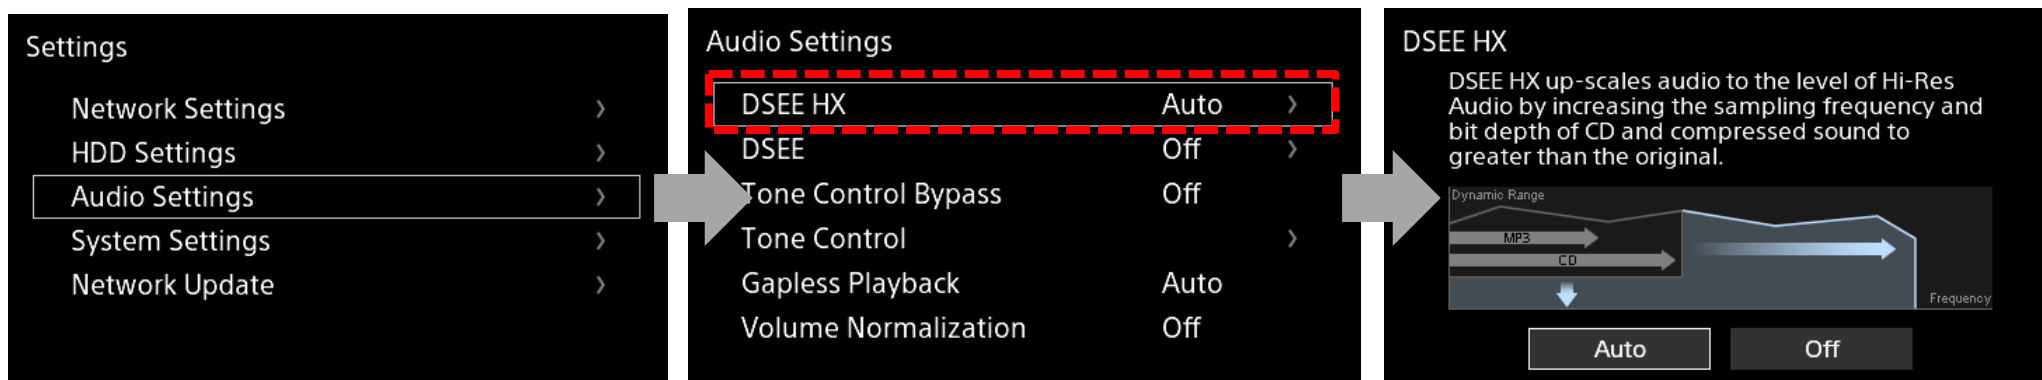 Settings
Network Settings
HDD Settings
Audio Settings
System Settings
Network Update
Audio Settings
DSEE HX Auto
DSEE Off
Tone Control Bypass Off
Tone Control
Gapless Playback Auto
Volume Normalization Off
DSEE HX
DSEE HX up-scales audio to the level of Hi-Res
Audio by increasing the sampling frequency and
bit depth of CD and compressed sound to
greater than the original.
Dynamic Range
MP3
CD
Frequency
Auto Off